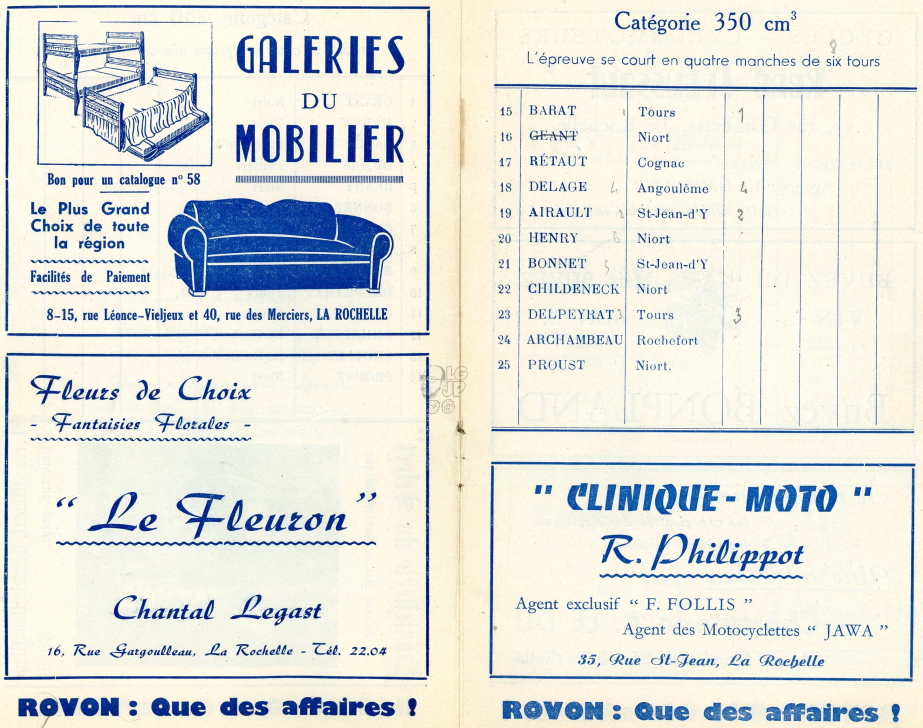 GALERIES
DU
MOBILIER
Bon pour un catalogue n° 58
Le Plus Grand
Choix de toute
la région
Facilités de Paiement
8-15, rue Léonce-Vieljeux et 40, rue des Merciers, LA ROCHELLE
Fleurs de Choix
- Fantaisies Florales -
" Le Fleuron "
Chantal Legast
16, Rue Gargoulleau, La Rochelle - Tél. 22.04
ROVON : Que des affaires !
Catégorie 350 cm³
8
L'épreuve se court en quatre manches de six tours
15 BARAT 1 Tours 1
16 GEANT Niort
17 RÉTAUT Cognac
18 DELAGE 4 Angoulême 4
19 AIRAULT 2 St-Jean-d'Y 2
20 HENRY 6 Niort
21 BONNET 5 St-Jean-d'Y
22 CHILDENECK Niort
23 DELPEYRAT 3 Tours 3
24 ARCHAMBEAU Rochefort
25 PROUST Niort.
" CLINIQUE - MOTO "
R. Philippot
Agent exclusif " F. FOLLIS "
Agent des Motocyclettes " JAWA "
35, Rue St-Jean, La Rochelle
ROVON : Que des affaires !